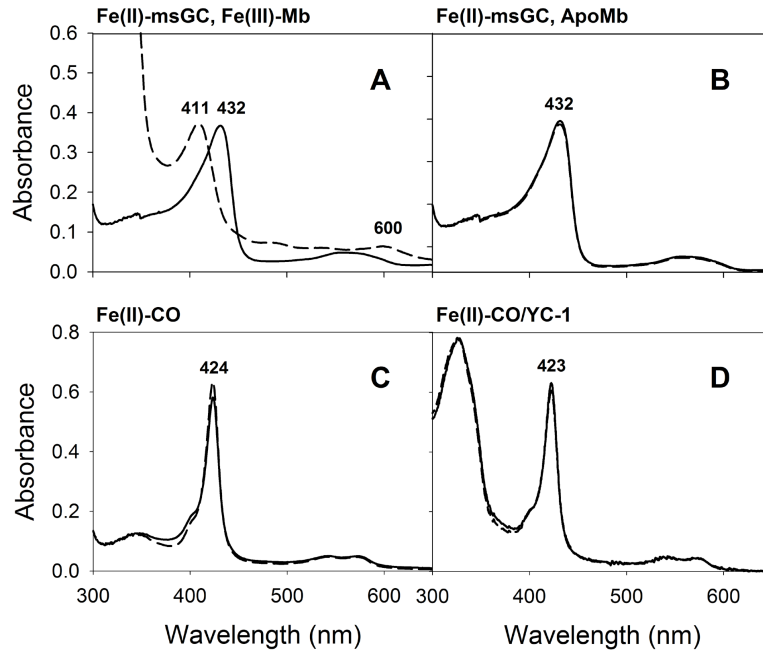 Fe(II)-msGC, Fe(III)-Mb
Fe(II)-msGC, ApoMb
0.6
0.5
0.4
0.3
0.2
0.1
0.0
Absorbance
411 432
600
A
432
B
Fe(II)-CO
Fe(II)-CO/YC-1
0.8
0.6
0.4
0.2
0.0
Absorbance
424
C
423
D
300 400 500 600
300 400 500 600
Wavelength (nm)
Wavelength (nm)